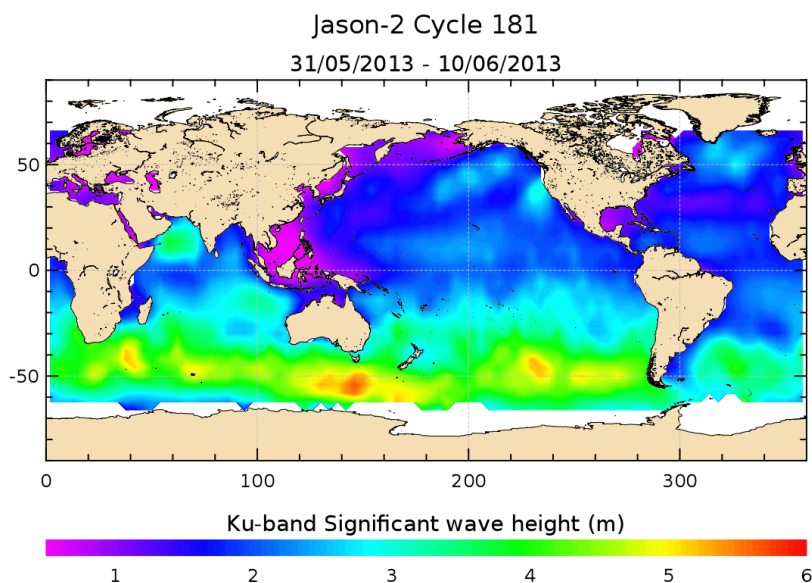 Jason-2 Cycle 181
31/05/2013 - 10/06/2013
50
0
-50
0 100 200 300
Ku-band Significant wave height (m)
1 2 3 4 5 6